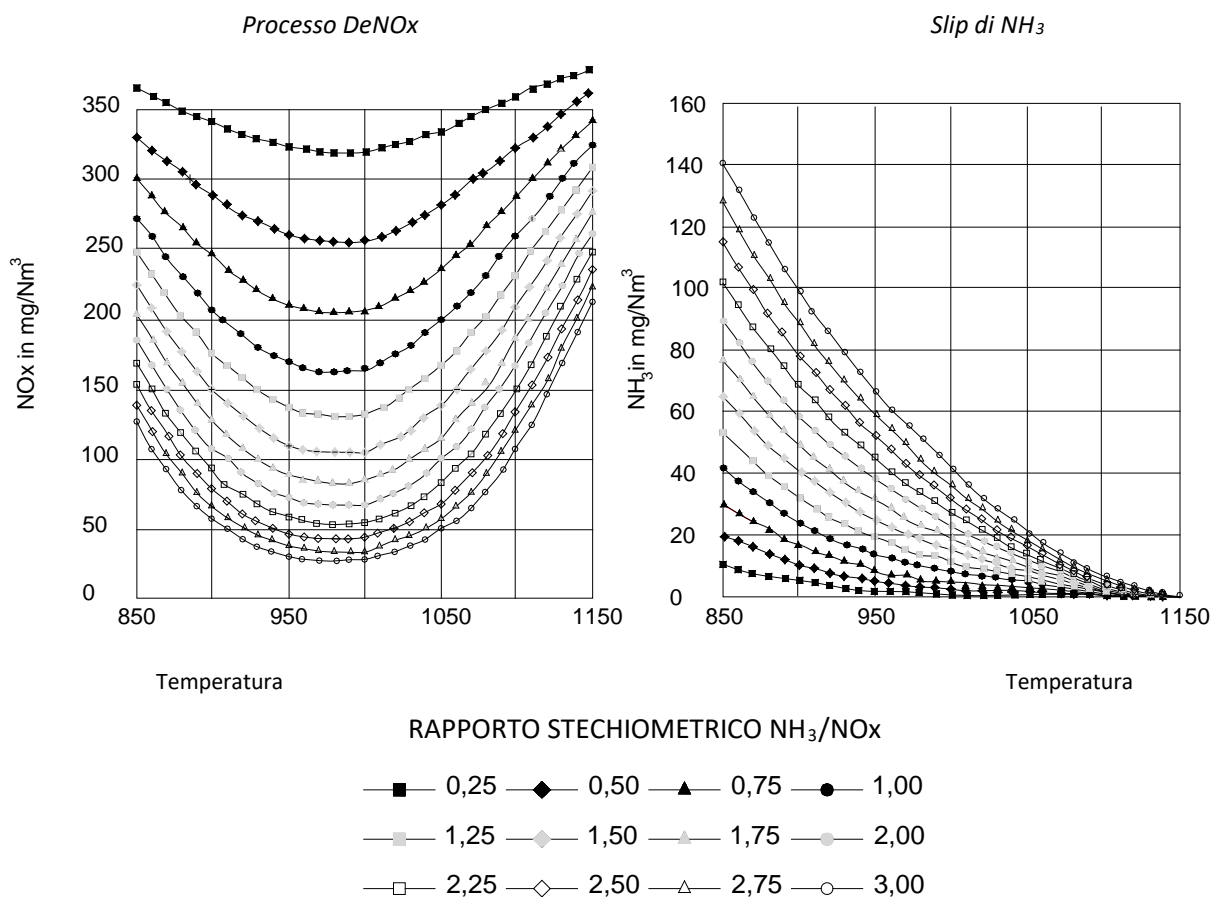 Processo DeNOx
Slip di NH₃
NOx in mg/Nm³
350
300
250
200
150
100
50
0
850
950
1000
1050
1150
Temperatura
NH₃ in mg/Nm³
160
140
120
100
80
60
40
20
0
850
950
1050
1150
Temperatura
RAPPORTO STECHIOMETRICO NH₃/NOx
0,25 0,50 0,75 1,00
1,25 1,50 1,75 2,00
2,25 2,50 2,75 3,00